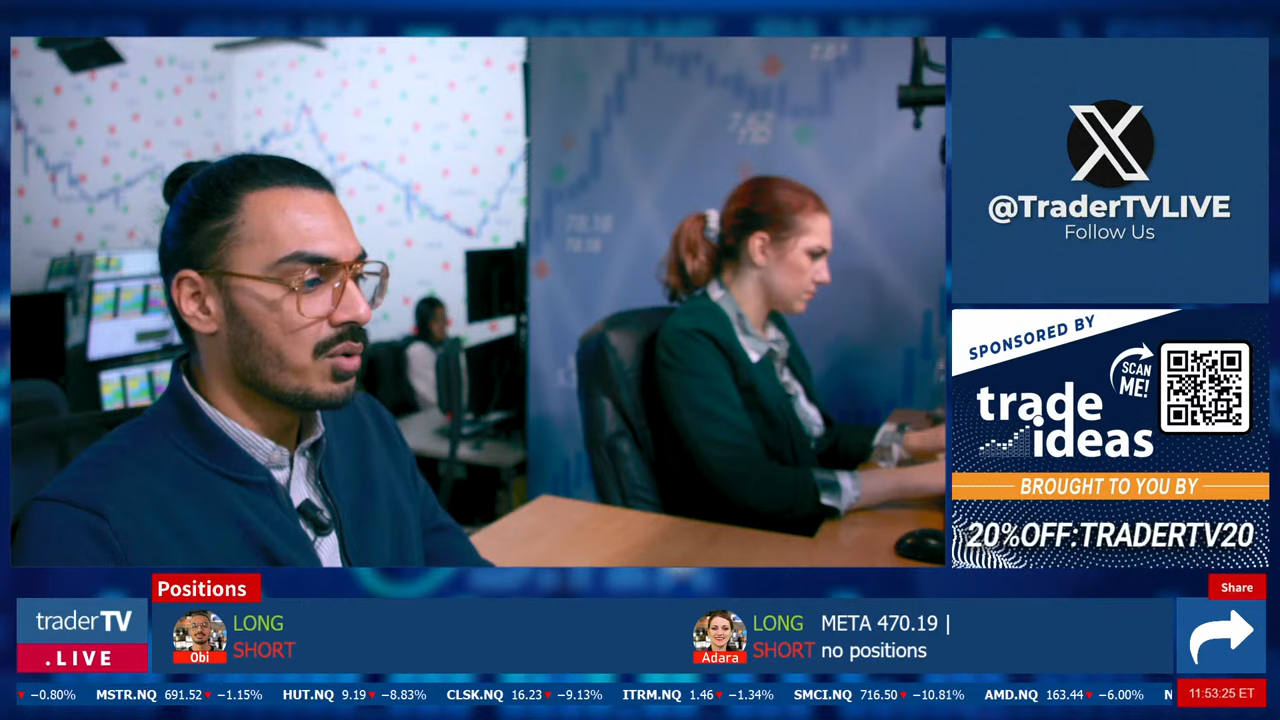 @TraderTVLIVE
Follow Us
SPONSORED BY
SCAN
ME!
trade
ideas
BROUGHT TO YOU BY
20%OFF:TRADERTV20
Positions
Share
traderTV
.LIVE
Obi
LONG
SHORT
Adara
LONG META 470.19 |
SHORT no positions
▼ −0.80% MSTR.NQ 691.52 ▼ −1.15% HUT.NQ 9.19 ▼ −8.83% CLSK.NQ 16.23 ▼ −9.13% ITRM.NQ 1.46 ▼ −1.34% SMCI.NQ 716.50 ▼ −10.81% AMD.NQ 163.44 ▼ −6.00% N
11:53:25 ET